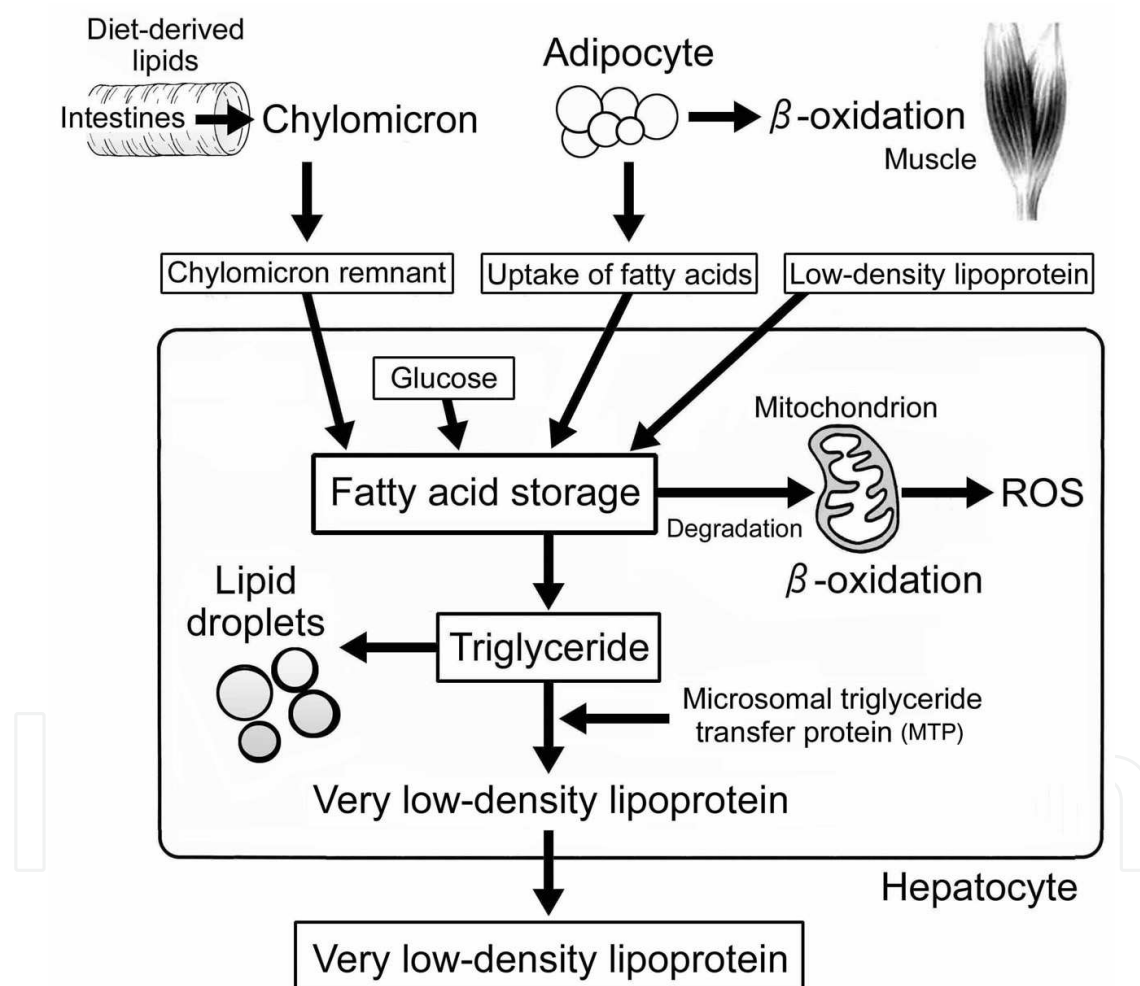 Diet-derived
lipids
Intestines
Chylomicron
Adipocyte
β-oxidation
Muscle
Chylomicron remnant
Uptake of fatty acids
Low-density lipoprotein
Glucose
Mitochondrion
Fatty acid storage
ROS
Degradation
β-oxidation
Lipid
droplets
Triglyceride
Microsomal triglyceride
transfer protein (MTP)
Very low-density lipoprotein
Hepatocyte
Very low-density lipoprotein